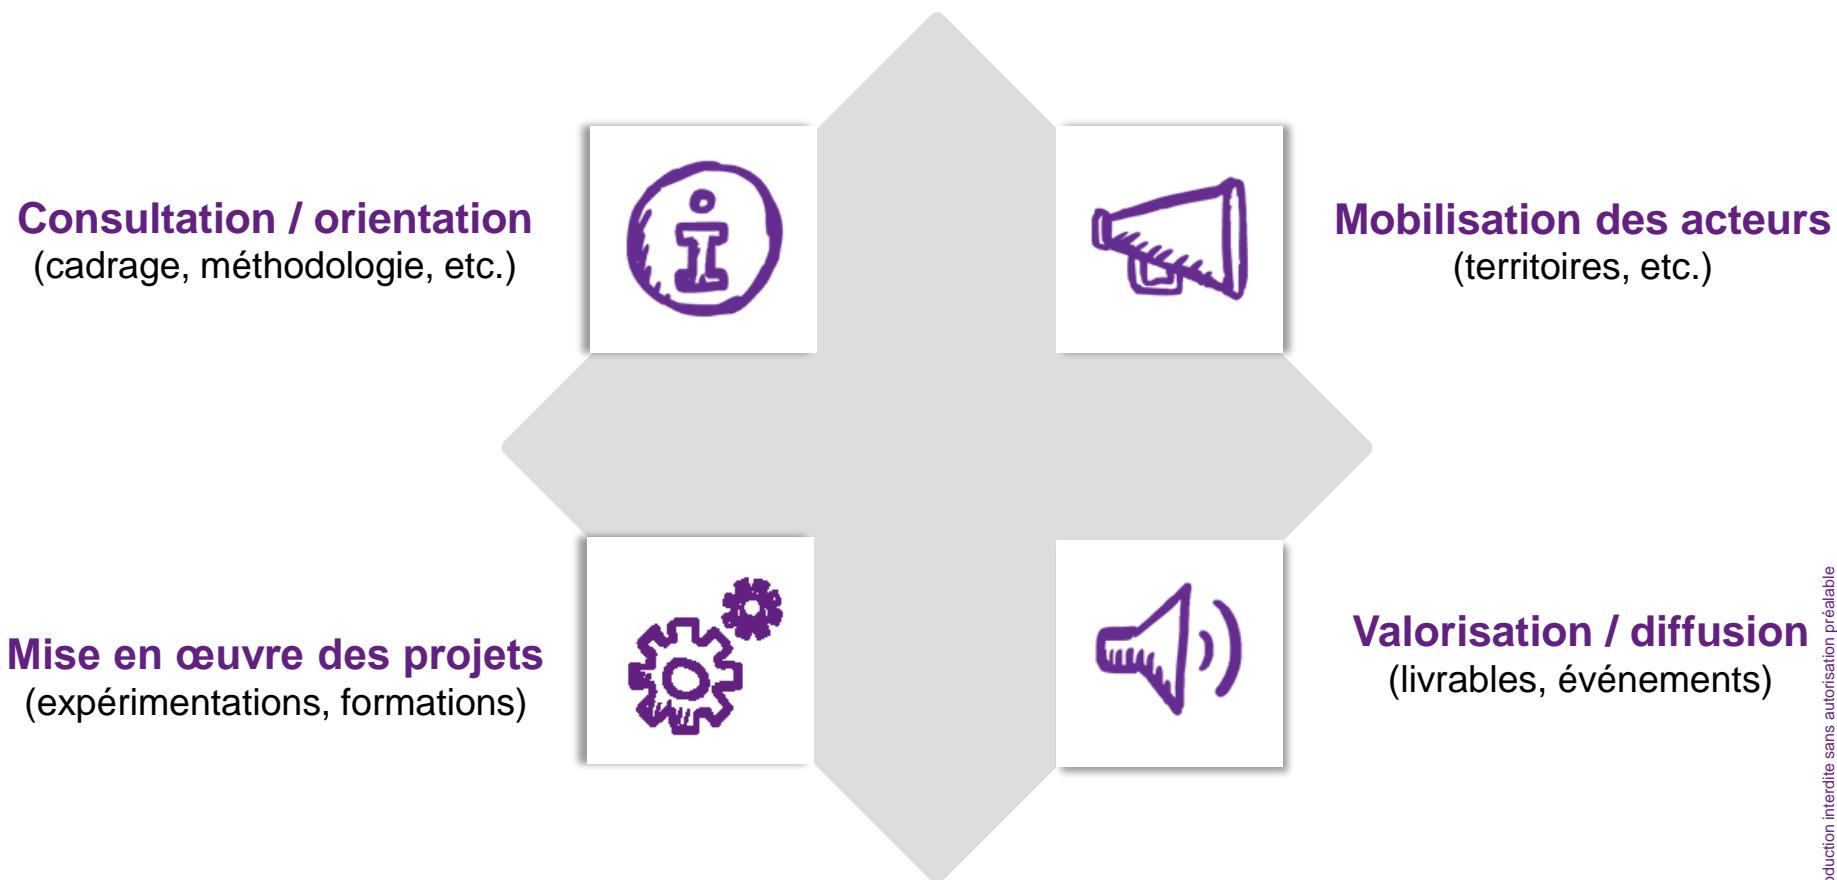 Consultation / orientation
(cadrage, méthodologie, etc.)
Mobilisation des acteurs
(territoires, etc.)
Mise en œuvre des projets
(expérimentations, formations)
Valorisation / diffusion
(livrables, événements)
interdite sans autorisation préalable